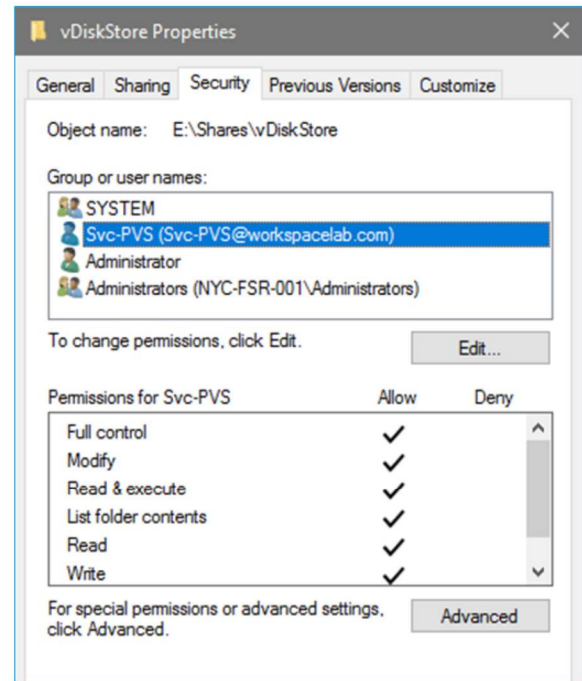 vDiskStore Properties
General Sharing Security Previous Versions Customize
Object name: E:\Shares\vDiskStore
Group or user names:
SYSTEM
Svc-PVS (Svc-PVS@workspacelab.com)
Administrator
Administrators (NYC-FSR-001\Administrators)
To change permissions, click Edit. Edit...
Permissions for Svc-PVS Allow Deny
Full control
Modify
Read & execute
List folder contents
Read
Write
For special permissions or advanced settings,
click Advanced. Advanced